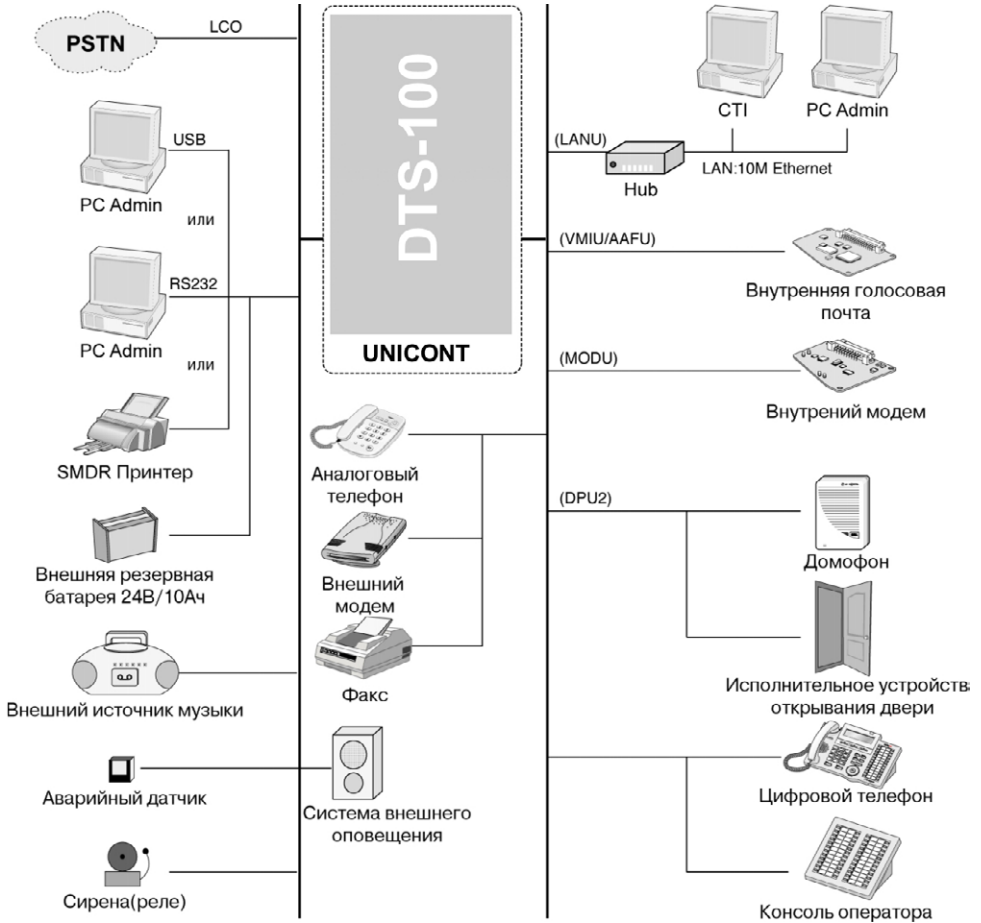 PSTN
LCO
USB
PC Admin
или
RS232
PC Admin
или
SMDR Принтер
Внешняя резервная
батарея 24В/10Ач
Внешний источник музыки
Аварийный датчик
Сирена(реле)
DTS-100
UNICONT
Аналоговый
телефон
Внешний
модем
Факс
Система внешнего
оповещения
CTI
PC Admin
(LANU)
Hub
LAN:10M Ethernet
(VMIU/AAFU)
Внутренняя голосовая
почта
(MODU)
Внутрений модем
(DPU2)
Домофон
Исполнительное устройства
открывания двери
Цифровой телефон
Консоль оператора